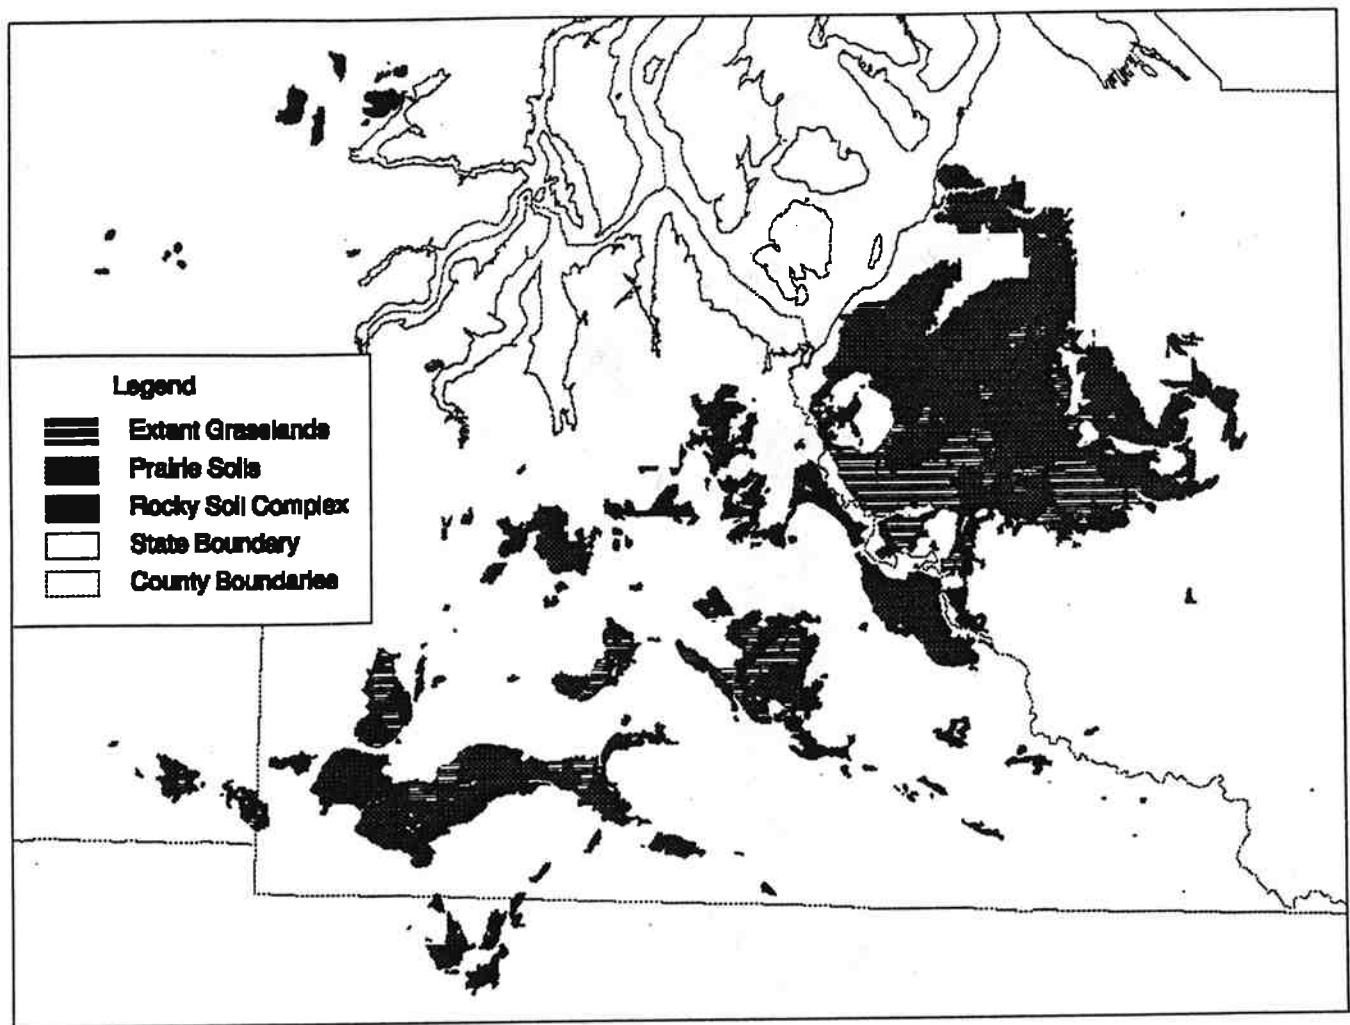 Legend
Extant Grasslands
Prairie Soils
Rocky Soil Complex
State Boundary
County Boundaries